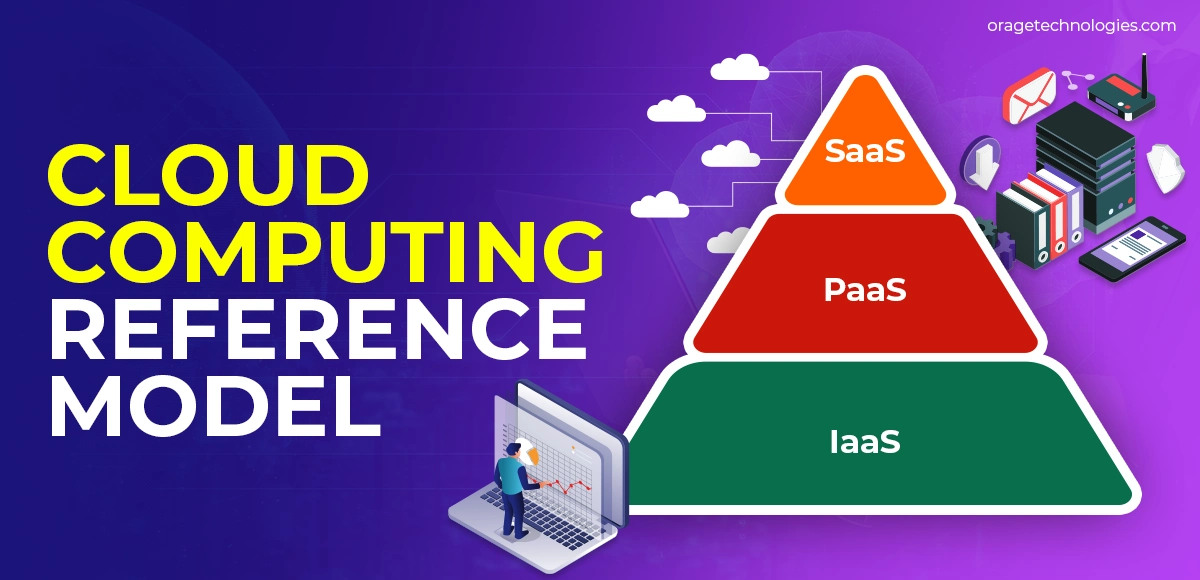 oragetechnologies.com
CLOUD
COMPUTING
REFERENCE
MODEL
SaaS
PaaS
IaaS